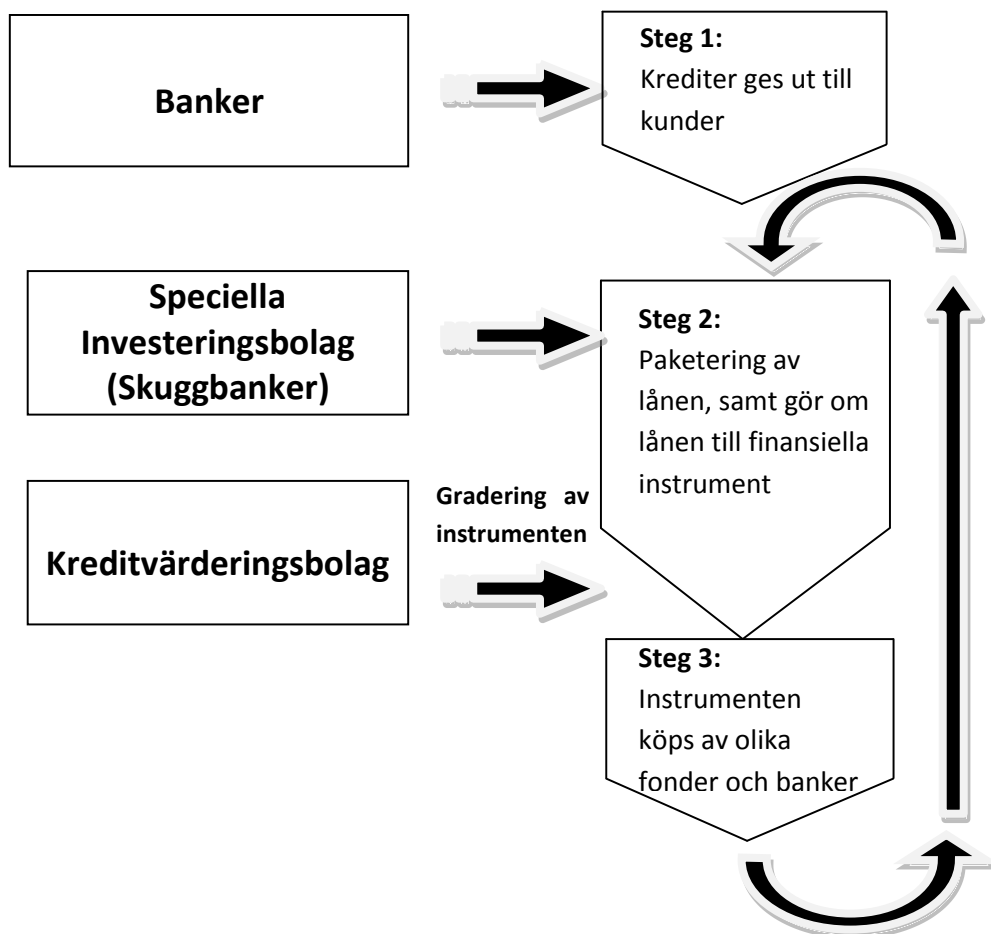 Banker
Steg 1:
Krediter ges ut till
kunder
Speciella
Investeringsbolag
(Skuggbanker)
Steg 2:
Paketering av
lånen, samt gör om
lånen till finansiella
instrument
Gradering av
instrumenten
Kreditvärderingsbolag
Steg 3:
Instrumenten
köps av olika
fonder och banker